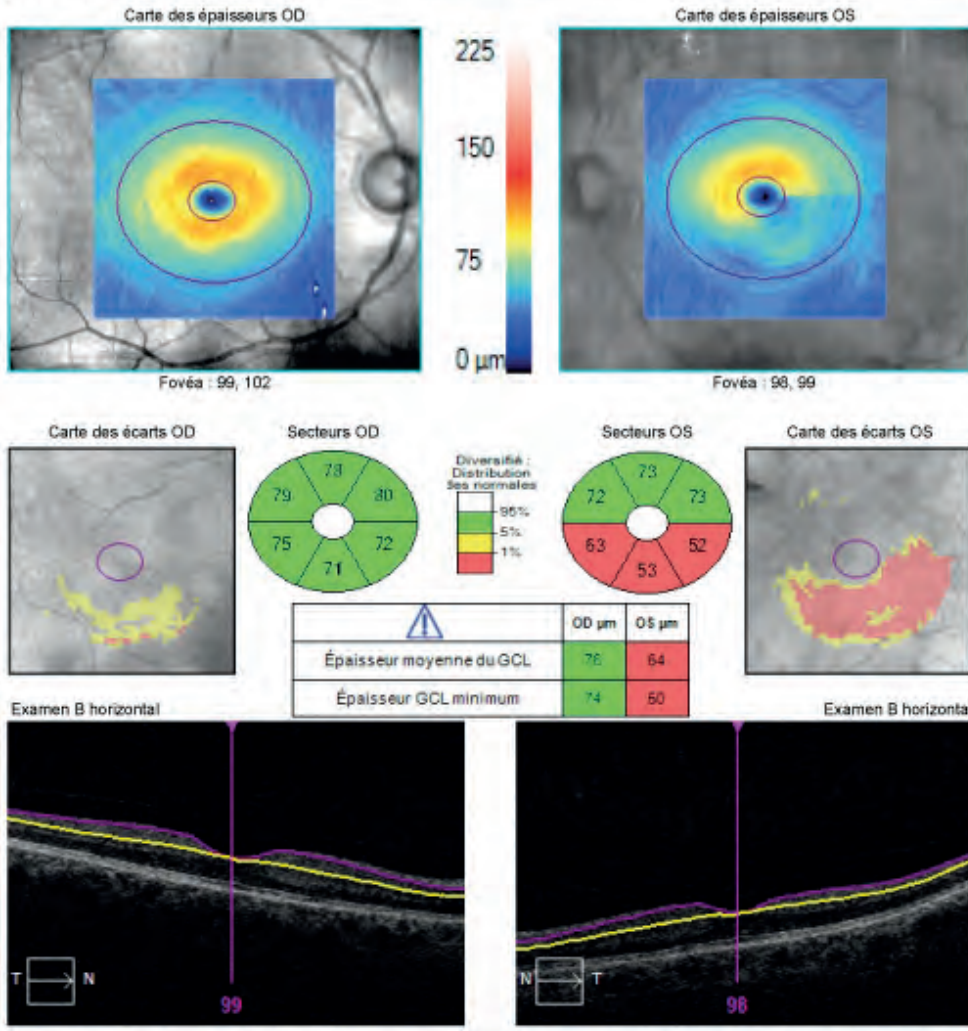 Carte des épaisseurs OD
Carte des épaisseurs OS
225
150
75
0 µm
Fovéa : 99, 102
Fovéa : 98, 99
Carte des écarts OD
Secteurs OD
Secteurs OS
Carte des écarts OS
Diversifié :
Distribution
des normales
95%
5%
1%
78
79
80
75
72
71
73
72
73
63
52
53
OD µm
OS µm
Épaisseur moyenne du GCL
76
64
Épaisseur GCL minimum
74
50
Examen B horizontal
Examen B horizonta
T
N
99
N
T
98